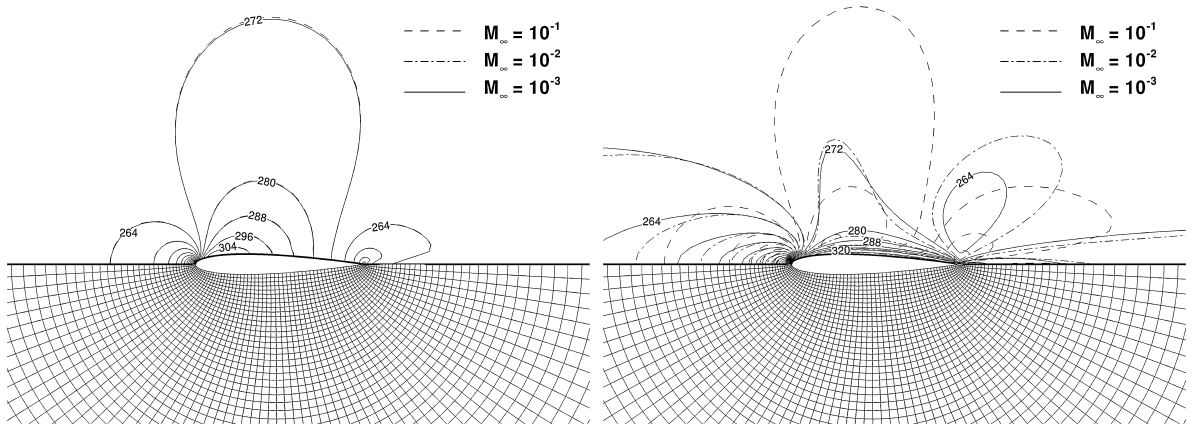 272
M∞ = 10-1
M∞ = 10-2
M∞ = 10-3
280
264
288
264
296
304
M∞ = 10-1
M∞ = 10-2
M∞ = 10-3
272
264
264
280
288
320